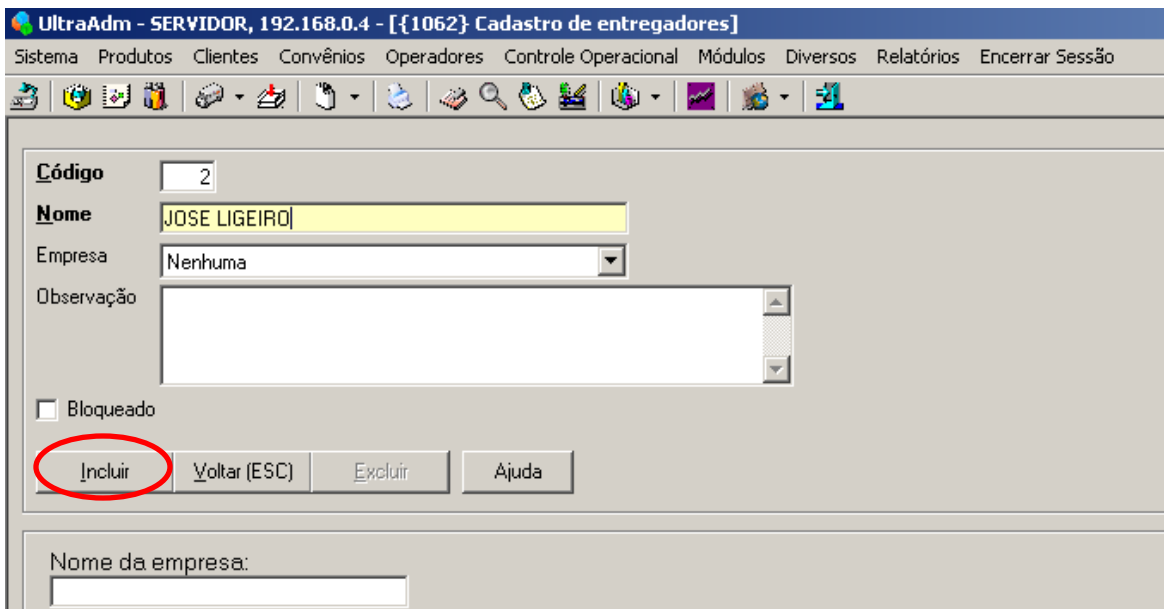 UltraAdm - SERVIDOR, 192.168.0.4 - [{1062} Cadastro de entregadores]
Sistema Produtos Clientes Convênios Operadores Controle Operacional Módulos Diversos Relatórios Encerrar Sessão
Código 2
Nome JOSE LIGEIRO
Empresa Nenhuma
Observação
Bloqueado
Incluir Voltar (ESC) Excluir Ajuda
Nome da empresa: